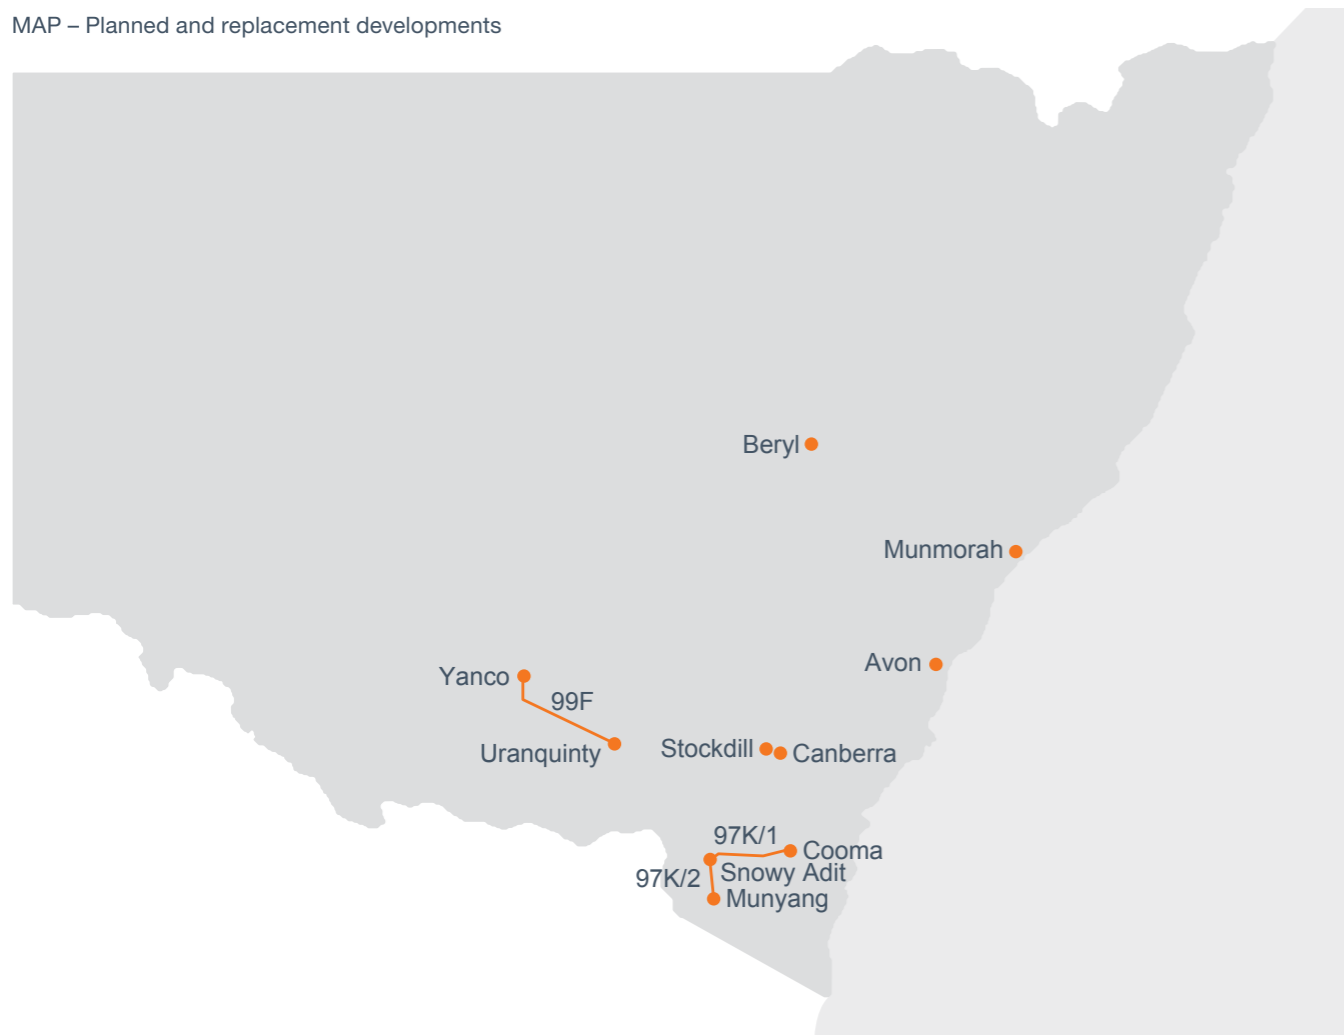 MAP – Planned and replacement developments
Beryl
Munmorah
Avon
Yanco
99F
Uranquinty
Stockdill
Canberra
97K/1
Cooma
Snowy Adit
97K/2
Munyang